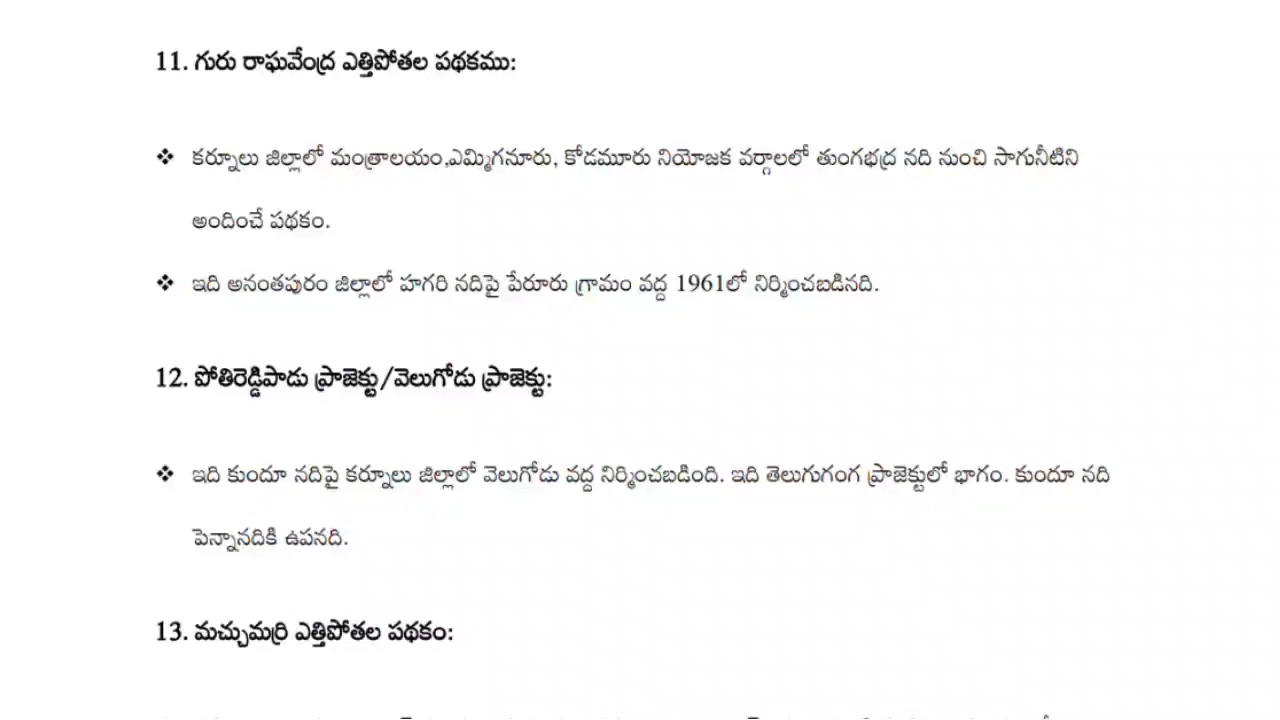 11. గురు రాఘవేంద్ర ఎత్తిపోతల పథకము:
❖ కర్నూలు జిల్లాలో మంత్రాలయం,ఎమ్మిగనూరు, కోడమూరు నియోజక వర్గాలలో తుంగభద్ర నది నుంచి సాగునీటిని
అందించే పథకం.
❖ ఇది అనంతపురం జిల్లాలో హగరి నదిపై పేరూరు గ్రామం వద్ద 1961లో నిర్మించబడినది.
12. పోతిరెడ్డిపాడు ప్రాజెక్టు/వెలుగోడు ప్రాజెక్టు:
❖ ఇది కుందూ నదిపై కర్నూలు జిల్లాలో వెలుగోడు వద్ద నిర్మించబడింది. ఇది తెలుగుగంగ ప్రాజెక్టులో భాగం. కుందూ నది
పెన్నానదికి ఉపనది.
13. మచ్చుమర్రి ఎత్తిపోతల పథకం: